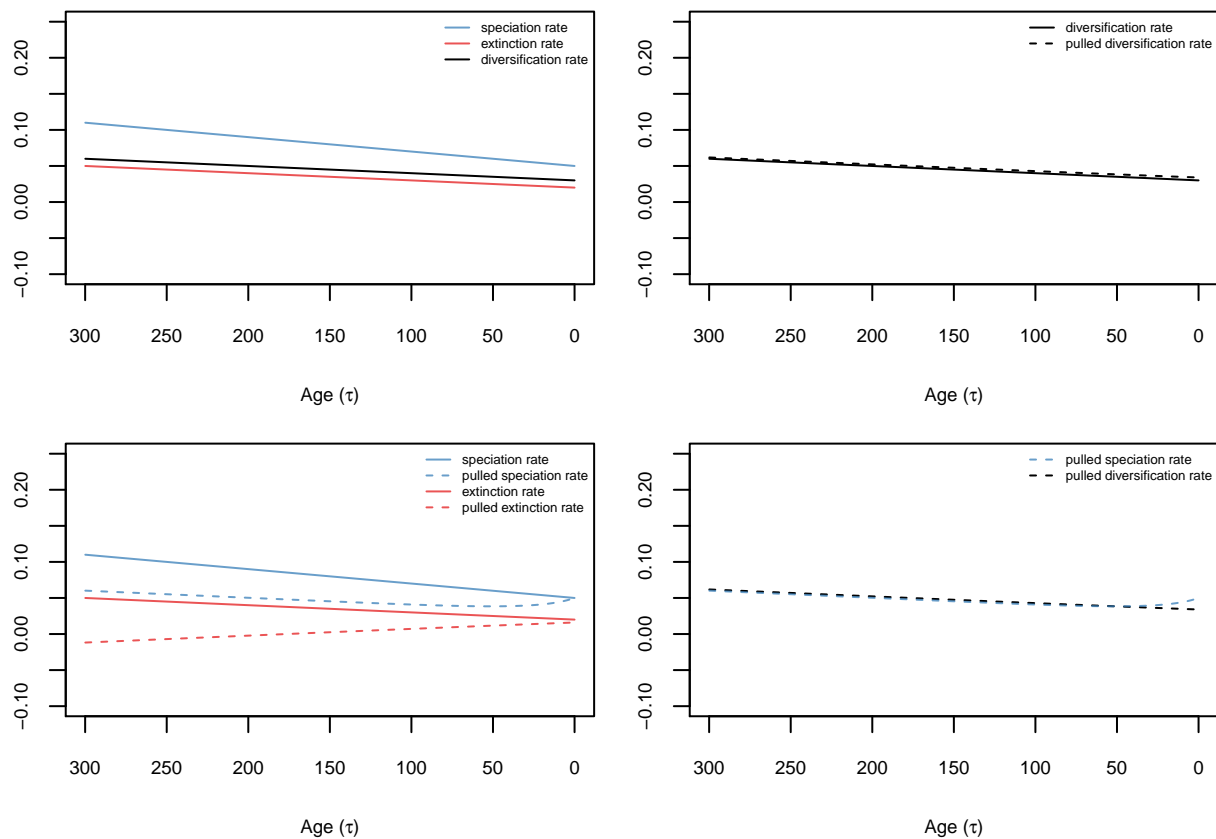 speciation rate
extinction rate
diversification rate
0.20
0.10
0.00
−0.10
300 250 200 150 100 50 0
Age (τ)
diversification rate
pulled diversification rate
0.20
0.10
0.00
−0.10
300 250 200 150 100 50 0
Age (τ)
speciation rate
pulled speciation rate
extinction rate
pulled extinction rate
0.20
0.10
0.00
−0.10
300 250 200 150 100 50 0
Age (τ)
pulled speciation rate
pulled diversification rate
0.20
0.10
0.00
−0.10
300 250 200 150 100 50 0
Age (τ)